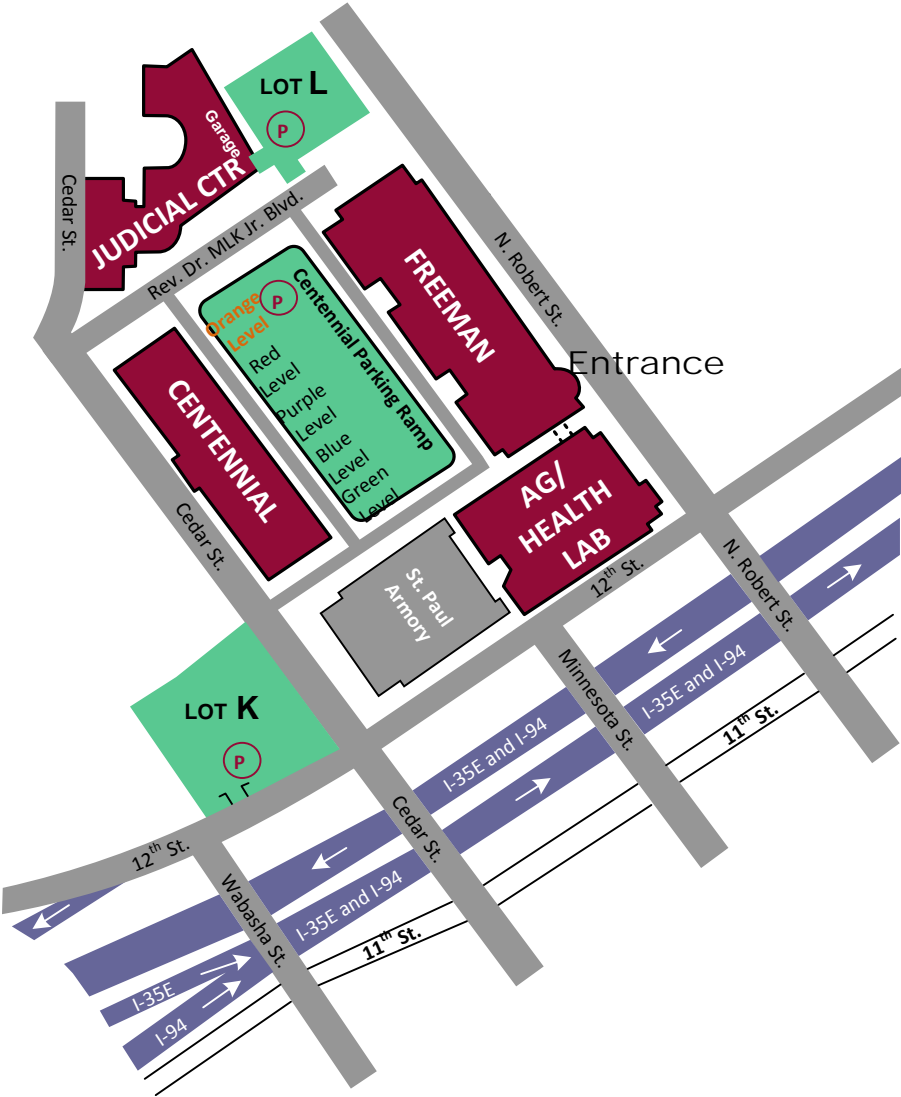 LOT L
P
Garage
JUDICIAL CTR
Cedar St.
Rev. Dr. MLK Jr. Blvd.
N. Robert St.
FREEMAN
Entrance
Centennial Parking Ramp
P
Orange
Level
Red
Level
Purple
Level
Blue
Level
Green
Level
CENTENNIAL
Cedar St.
AG/
HEALTH
LAB
St. Paul
Armory
12th St.
N. Robert St.
Minnesota St.
I-35E and I-94
11th St.
LOT K
P
I-35E and I-94
Cedar St.
12th St.
Wabasha St.
I-35E and I-94
11th St.
I-35E
I-94